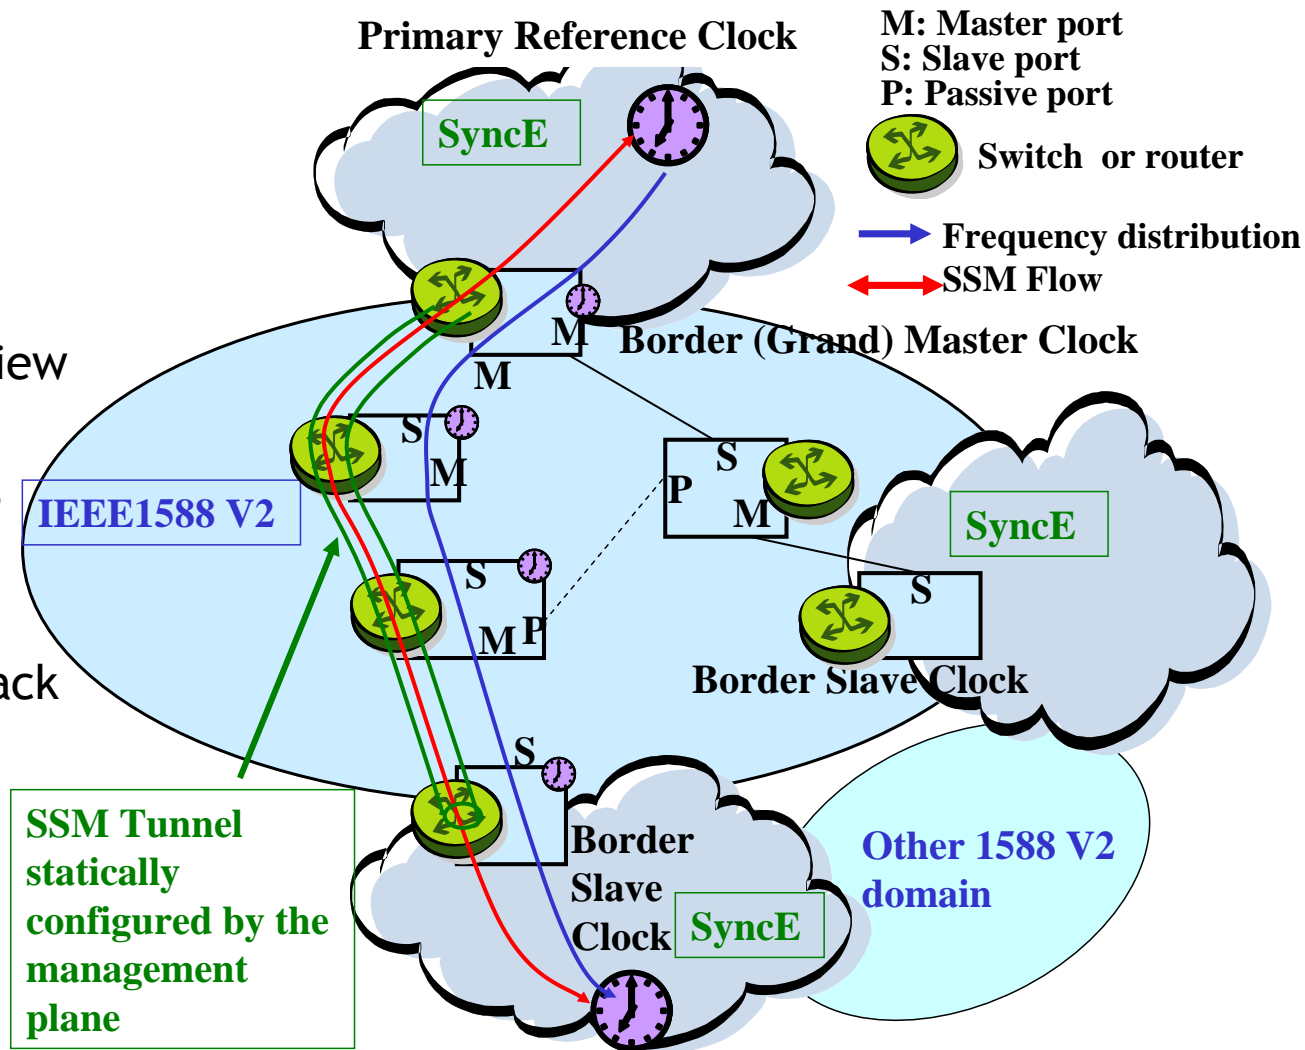 Primary Reference Clock
M: Master port
S: Slave port
P: Passive port
Switch or router
Frequency distribution
SSM Flow
SyncE
M
M
Border (Grand) Master Clock
iew
S
M
IEEE1588 V2
S
P
M
SyncE
S
M
P
S
Border Slave Clock
ack
S
SSM Tunnel
statically
configured by the
management
plane
Border
Slave
Clock
SyncE
Other 1588 V2
domain